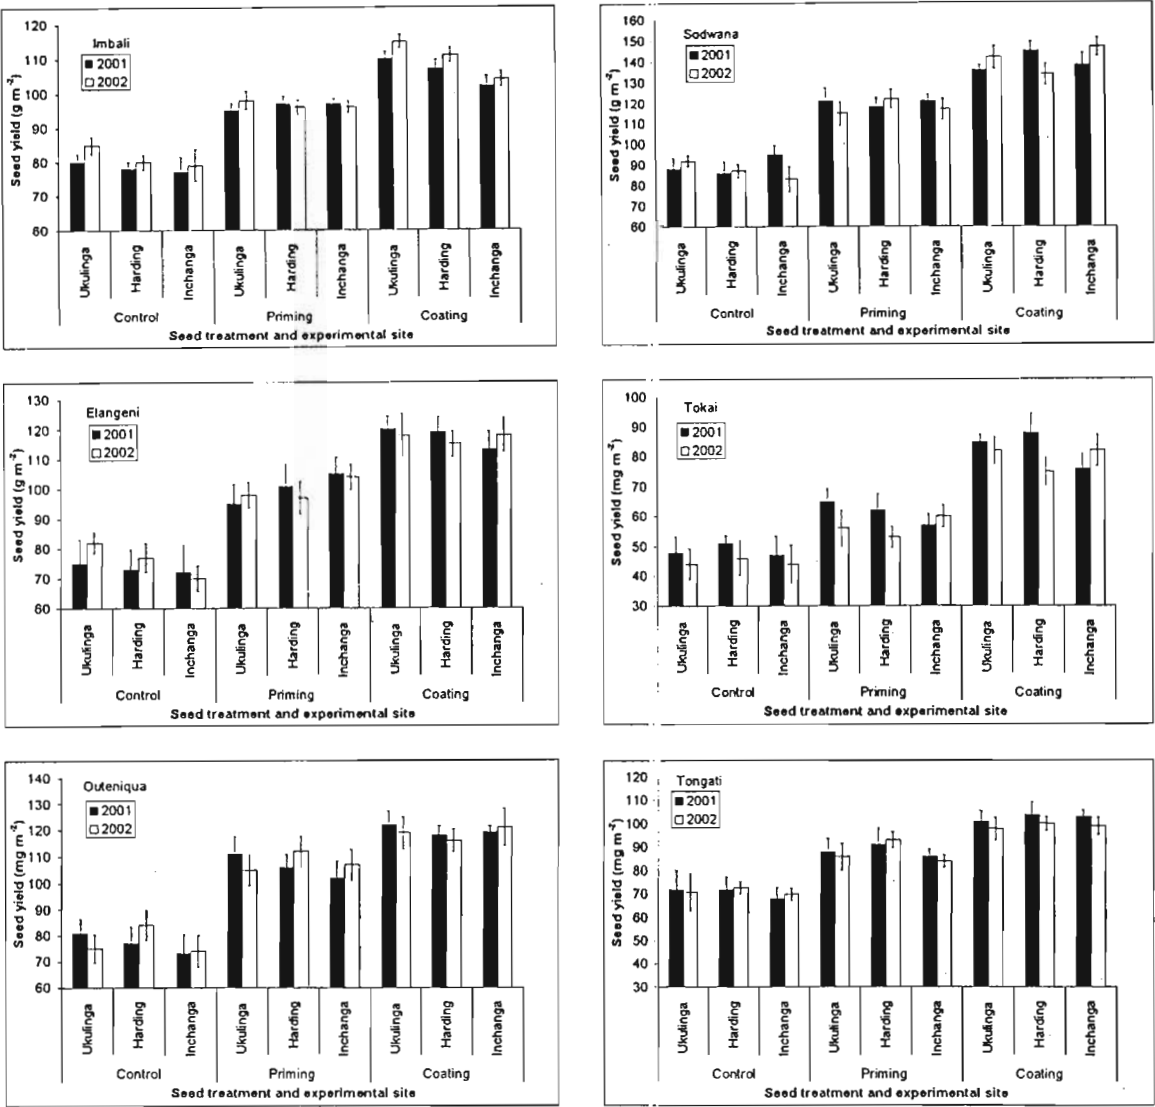 Imbali
2001
2002
Seed yield (g m⁻²)
120
110
100
90
80
70
60
Ukulinga
Harding
Inchanga
Ukulinga
Harding
Inchanga
Ukulinga
Harding
Inchanga
Control Priming Coating
Seed treatment and experimental site
Sodwana
2001
2002
Seed yield (g m⁻²)
160
150
140
130
120
110
100
90
80
70
60
Ukulinga
Harding
Inchanga
Ukulinga
Harding
Inchanga
Ukulinga
Harding
Inchanga
Control Priming Coating
Seed treatment and experimental site
Elangeni
2001
2002
Seed yield (g m⁻²)
130
120
110
100
90
80
70
60
Ukulinga
Harding
Inchanga
Ukulinga
Harding
Inchanga
Ukulinga
Harding
Inchanga
Control Priming Coating
Seed treatment and experimental site
Tokai
2001
2002
Seed yield (mg m⁻²)
100
90
80
70
60
50
40
30
Ukulinga
Harding
Inchanga
Ukulinga
Harding
Inchanga
Ukulinga
Harding
Inchanga
Control Priming Coating
Seed treatment and experimental site
Outeniqua
2001
2002
Seed yield (mg m⁻²)
140
130
120
110
100
90
80
70
60
Ukulinga
Harding
Inchanga
Ukulinga
Harding
Inchanga
Ukulinga
Harding
Inchanga
Control Priming Coating
Seed treatment and experimental site
Tongati
2001
2002
Seed yield (mg m⁻²)
120
110
100
90
80
70
60
50
40
30
Ukulinga
Harding
Inchanga
Ukulinga
Harding
Inchanga
Ukulinga
Harding
Inchanga
Control Priming Coating
Seed treatment and experimental site